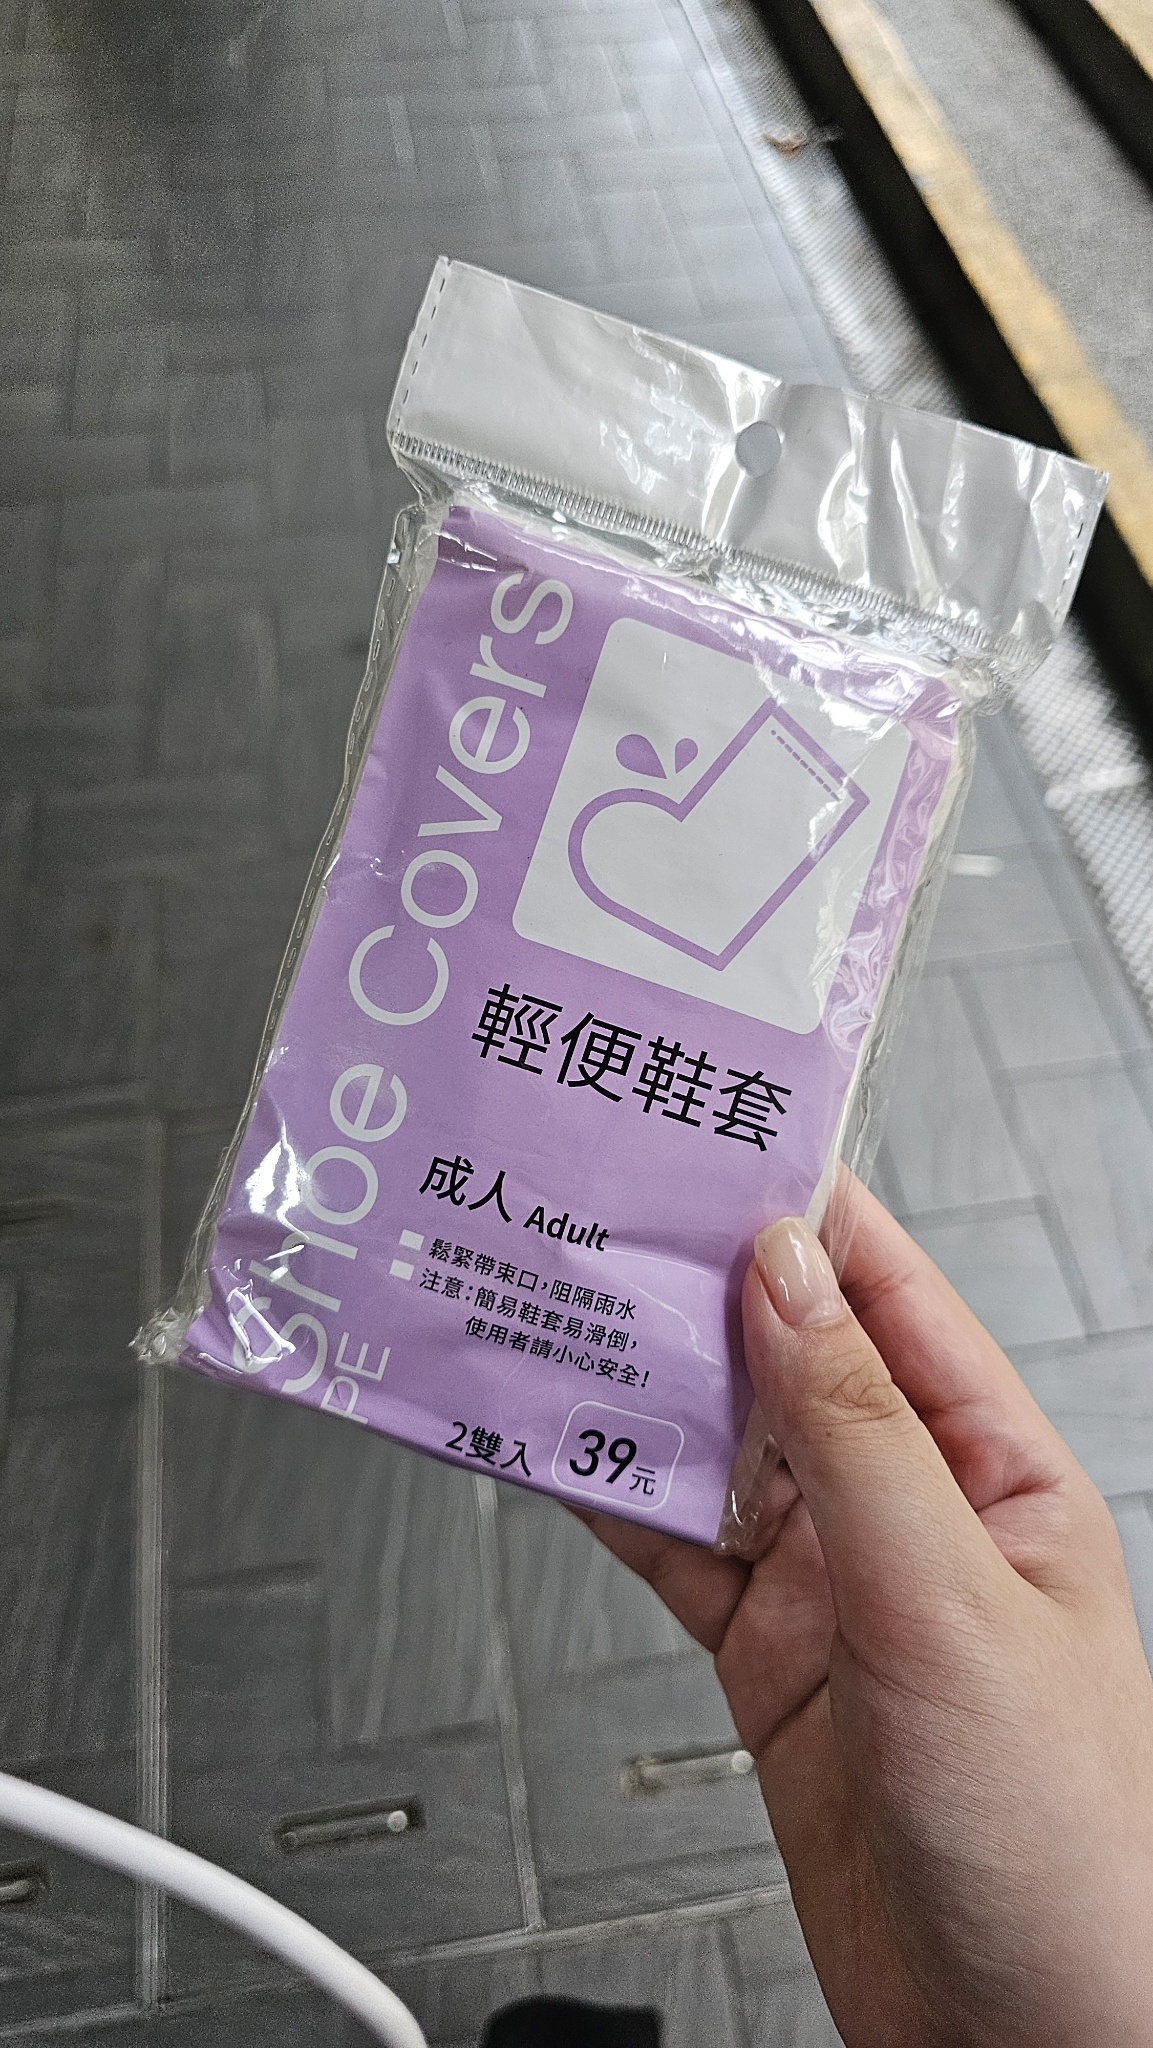 Shoe Covers
PE
輕便鞋套
成人 Adult
鬆緊帶束口，阻隔雨水
注意：簡易鞋套易滑倒，
使用者請小心安全！
2雙入
39元